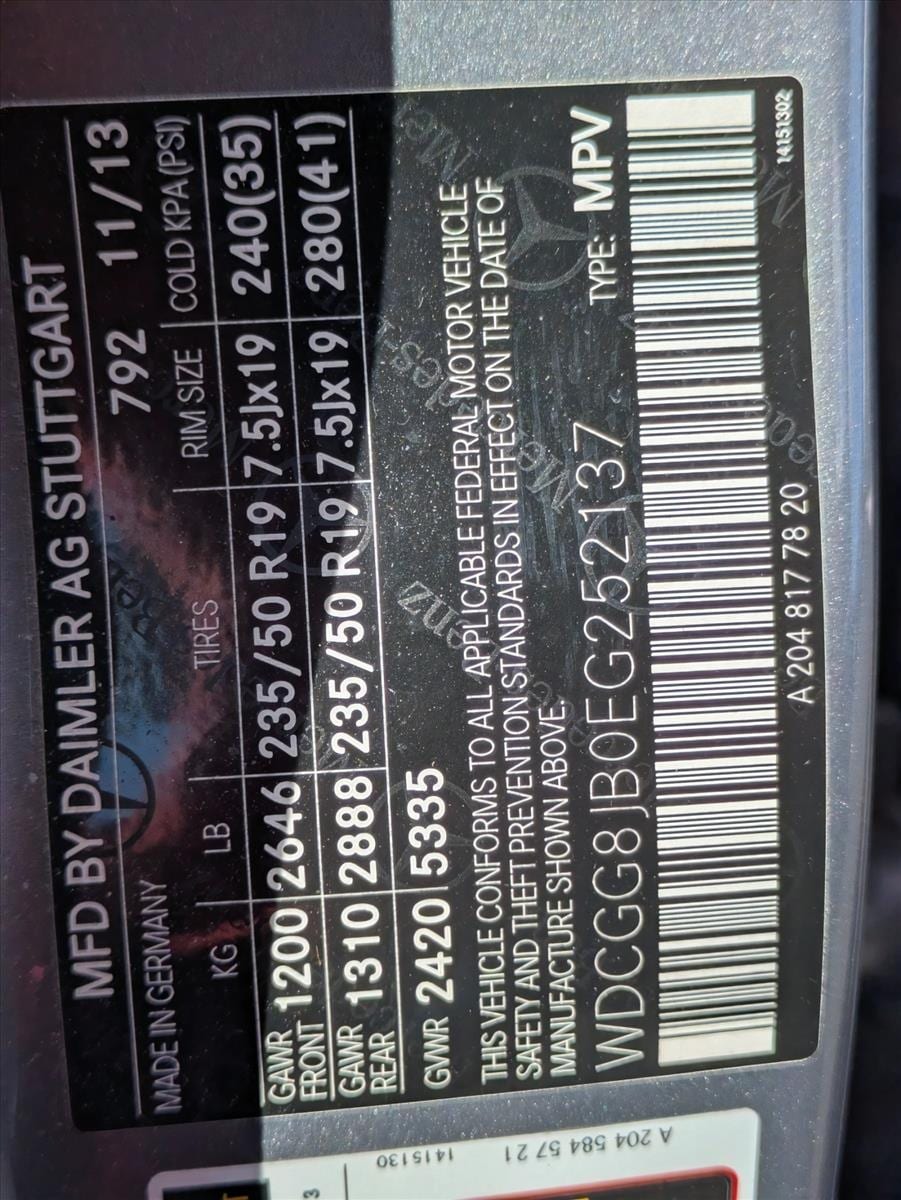 MFD BY DAIMLER AG STUTTGART
MADE IN GERMANY 792 11/13
KG LB TIRES RIM SIZE COLD KPA(PSI)
GAWR FRONT 1200 2646 235/50 R19 7.5Jx19 240(35)
GAWR REAR 1310 2888 235/50 R19 7.5Jx19 280(41)
GVWR 2420 5335
THIS VEHICLE CONFORMS TO ALL APPLICABLE FEDERAL MOTOR VEHICLE
SAFETY AND THEFT PREVENTION STANDARDS IN EFFECT ON THE DATE OF
MANUFACTURE SHOWN ABOVE.
WDCGG8JB0EG252137 TYPE: MPV
A 204 817 78 20
14151302
A 204 584 57 21
1415130